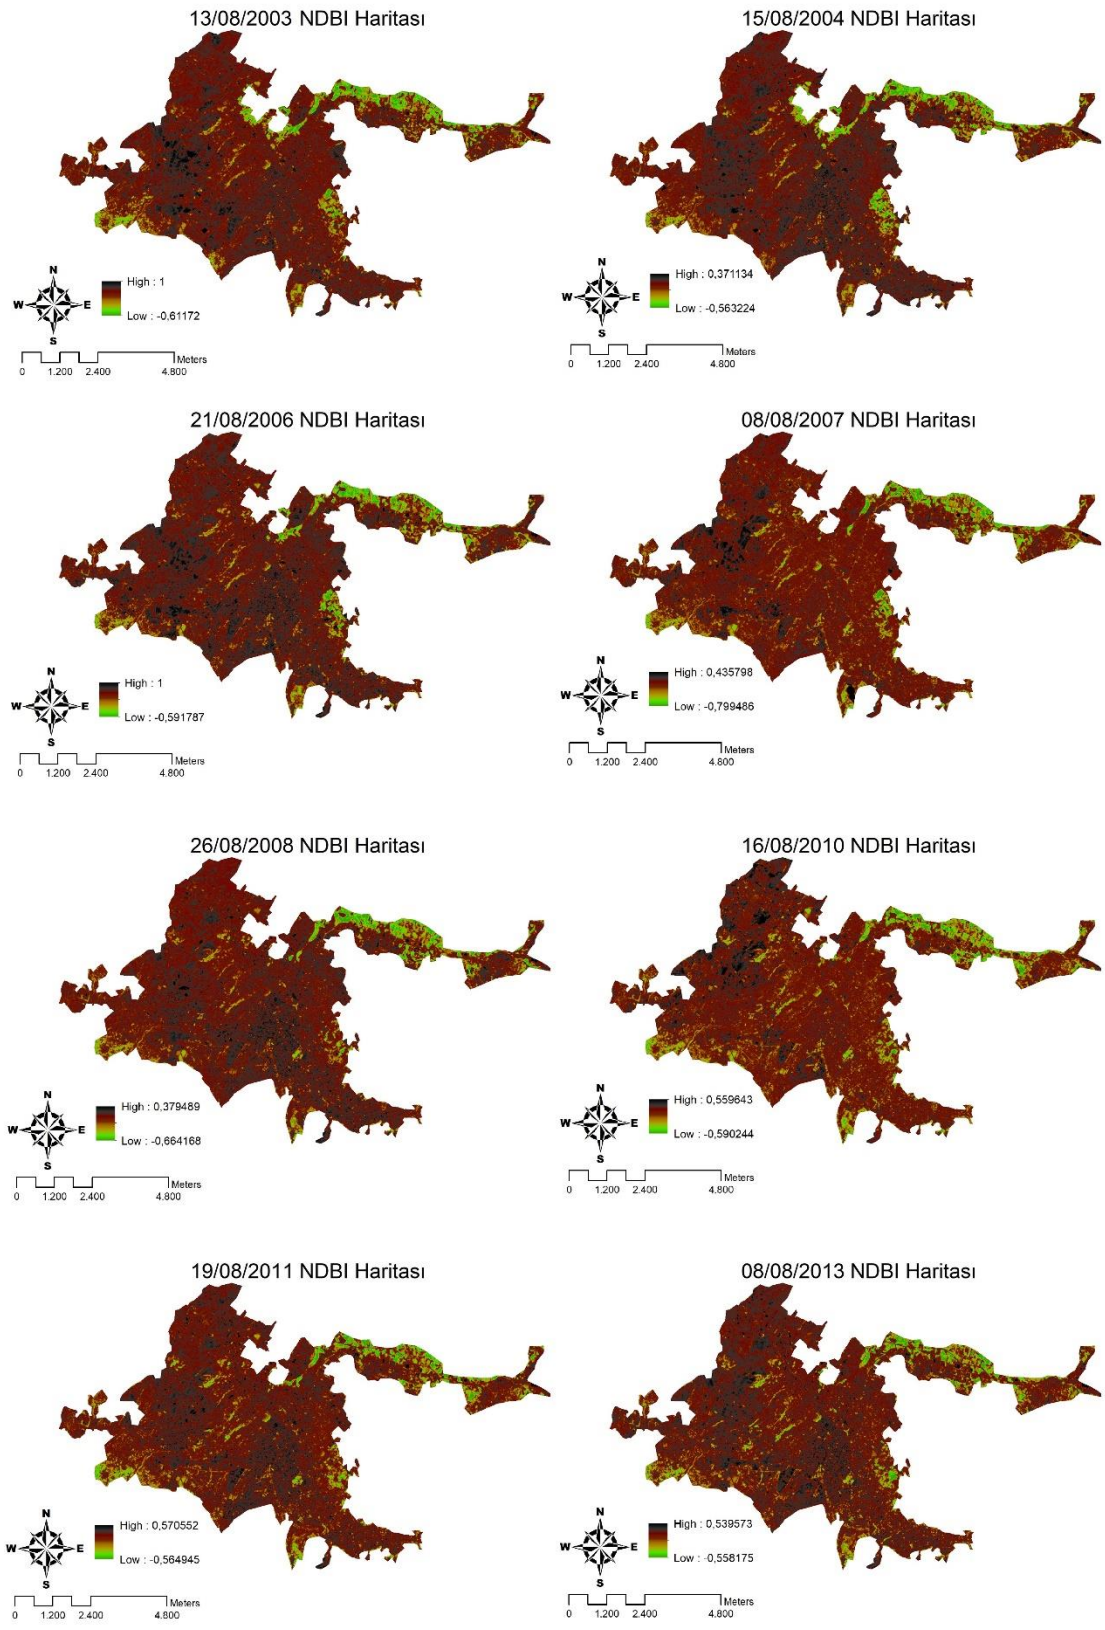 13/08/2003 NDBI Haritası
N
W E
S
High : 1
Low : -0,61172
Meters
0 1.200 2.400 4.800
15/08/2004 NDBI Haritası
N
W E
S
High : 0,371134
Low : -0,563224
Meters
0 1.200 2.400 4.800
21/08/2006 NDBI Haritası
N
W E
S
High : 1
Low : -0,591787
Meters
0 1.200 2.400 4.800
08/08/2007 NDBI Haritası
N
W E
S
High : 0,435798
Low : -0,799486
Meters
0 1.200 2.400 4.800
26/08/2008 NDBI Haritası
N
W E
S
High : 0,379489
Low : -0,664168
Meters
0 1.200 2.400 4.800
16/08/2010 NDBI Haritası
N
W E
S
High : 0,559643
Low : -0,590244
Meters
0 1.200 2.400 4.800
19/08/2011 NDBI Haritası
N
W E
S
High : 0,570552
Low : -0,564945
Meters
0 1.200 2.400 4.800
08/08/2013 NDBI Haritası
N
W E
S
High : 0,539573
Low : -0,558175
Meters
0 1.200 2.400 4.800